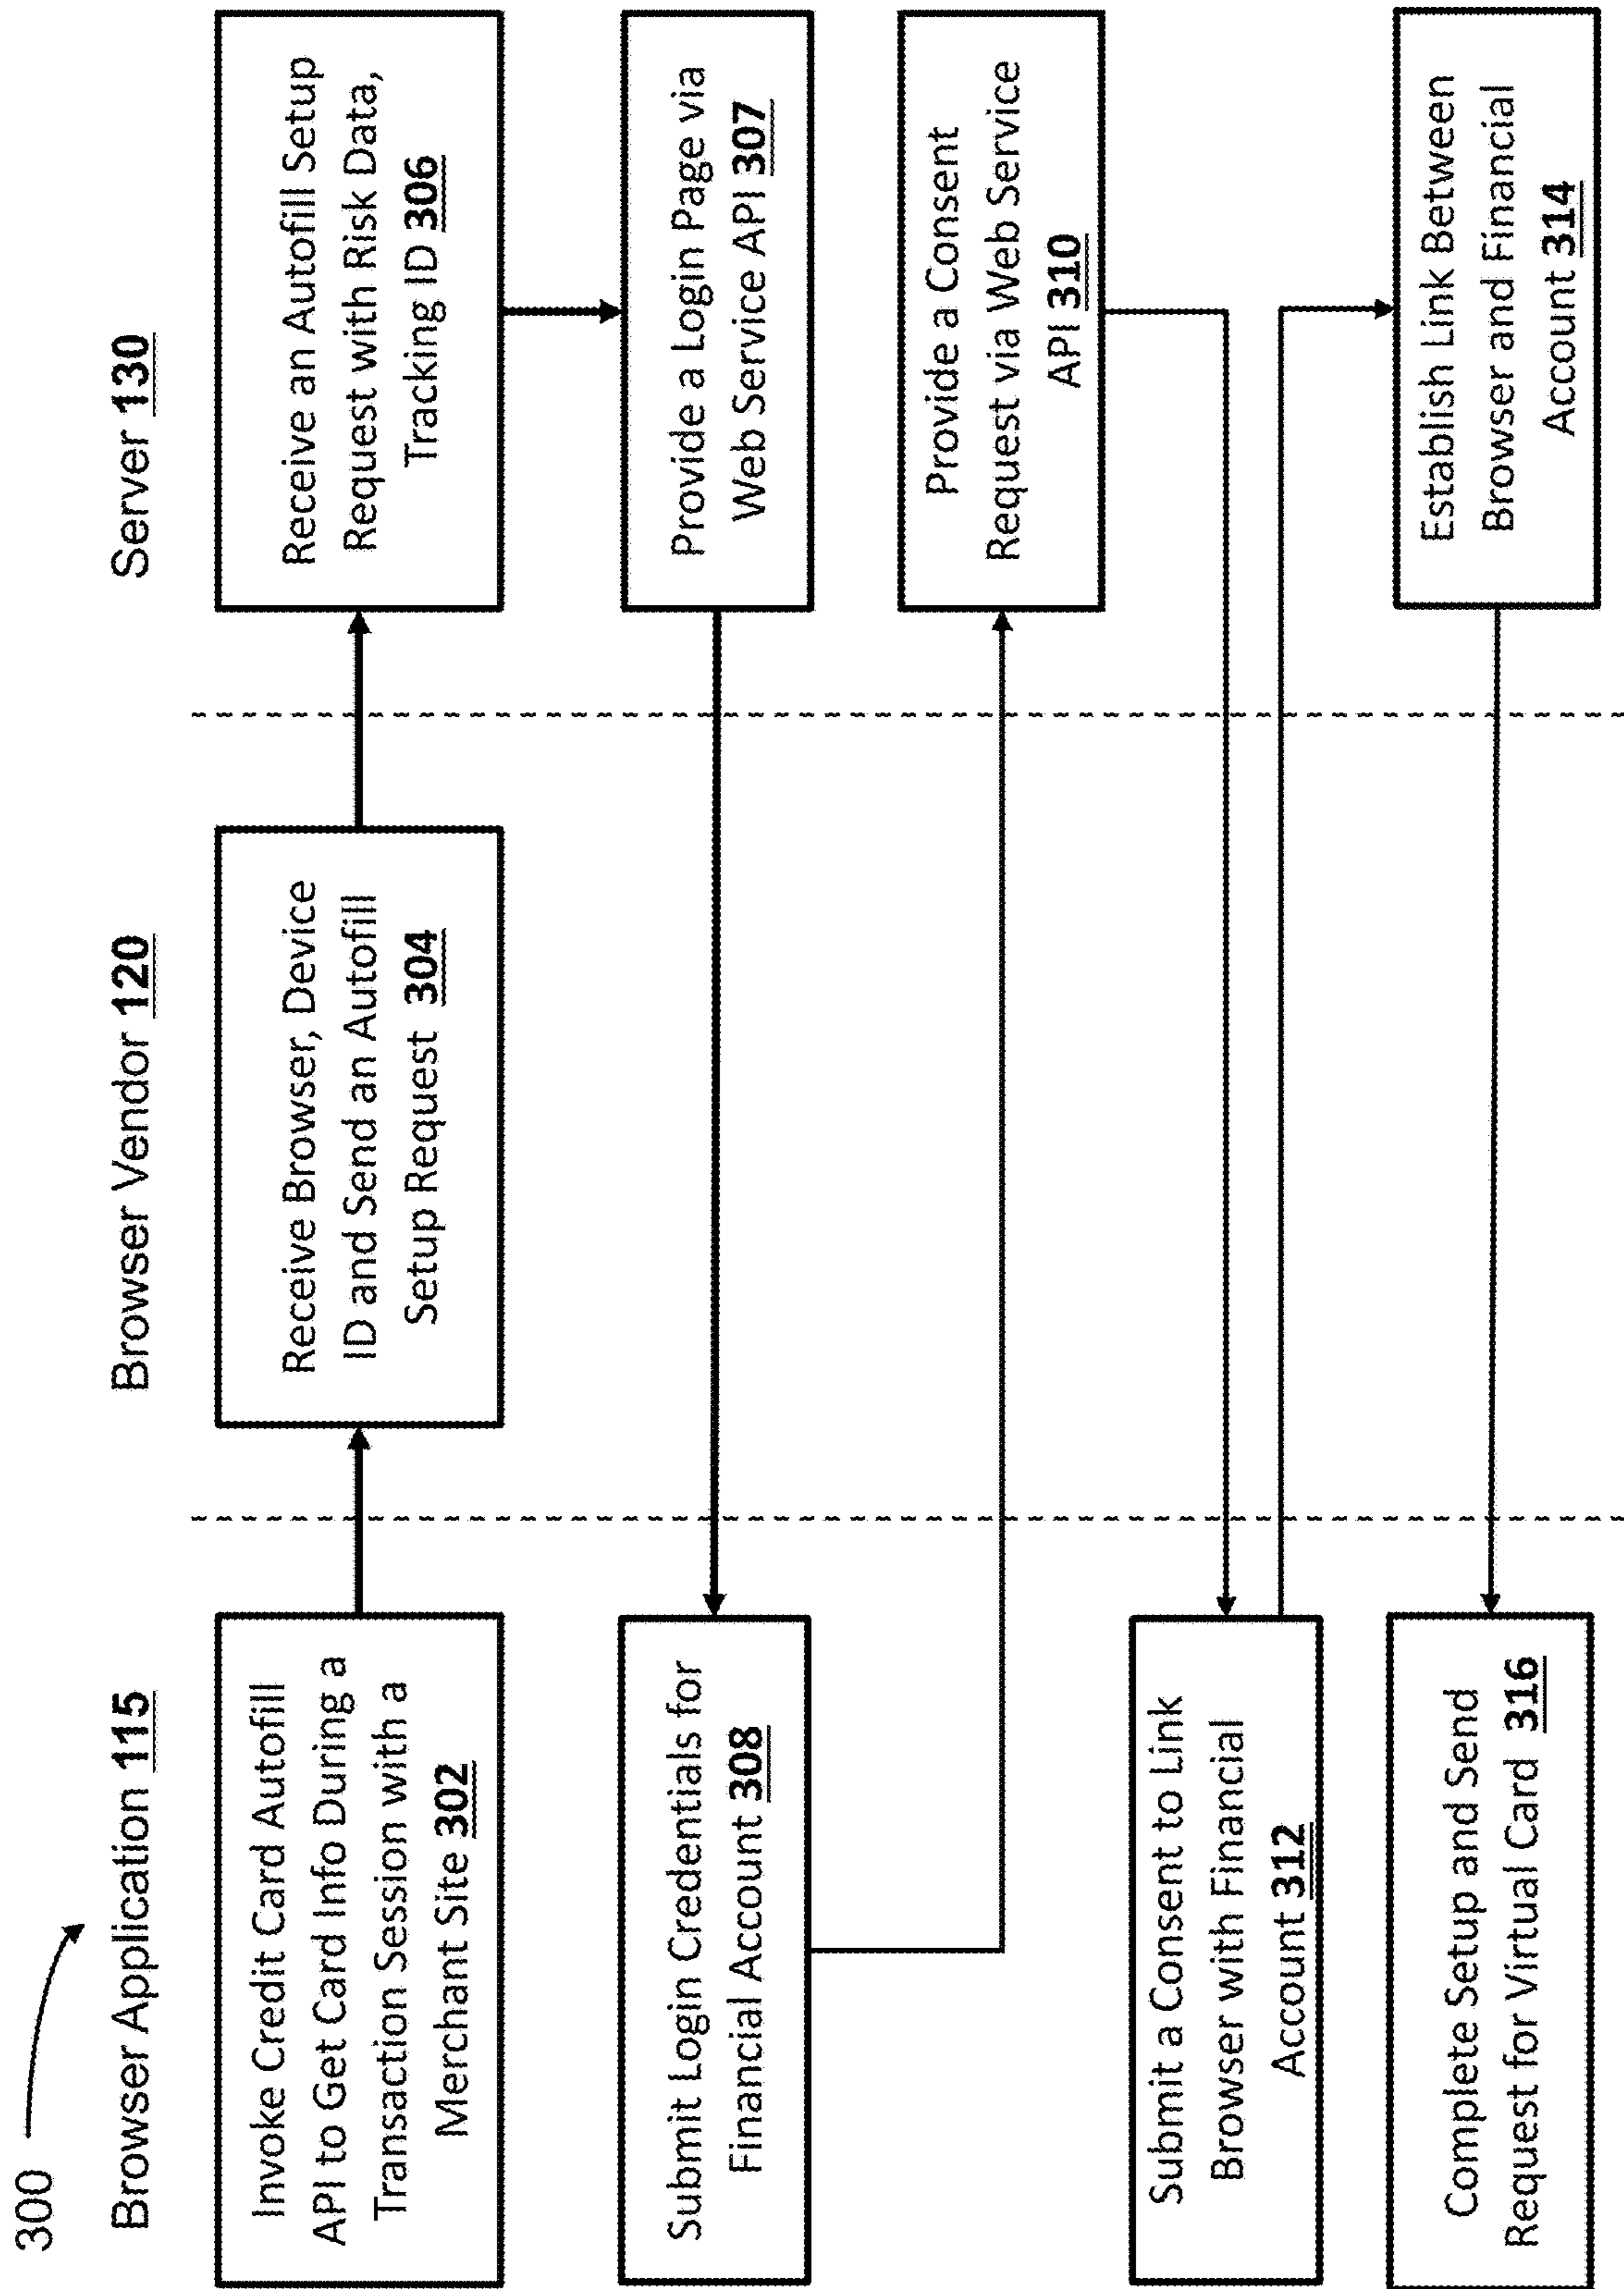 300
Browser Application 115
Browser Vendor 120
Server 130
Invoke Credit Card Autofill
API to Get Card Info During a
Transaction Session with a
Merchant Site 302
Receive Browser, Device
ID and Send an Autofill
Setup Request 304
Receive an Autofill Setup
Request with Risk Data,
Tracking ID 306
Submit Login Credentials for
Financial Account 308
Provide a Login Page via
Web Service API 307
Provide a Consent
Request via Web Service
API 310
Submit a Consent to Link
Browser with Financial
Account 312
Complete Setup and Send
Request for Virtual Card 316
Establish Link Between
Browser and Financial
Account 314